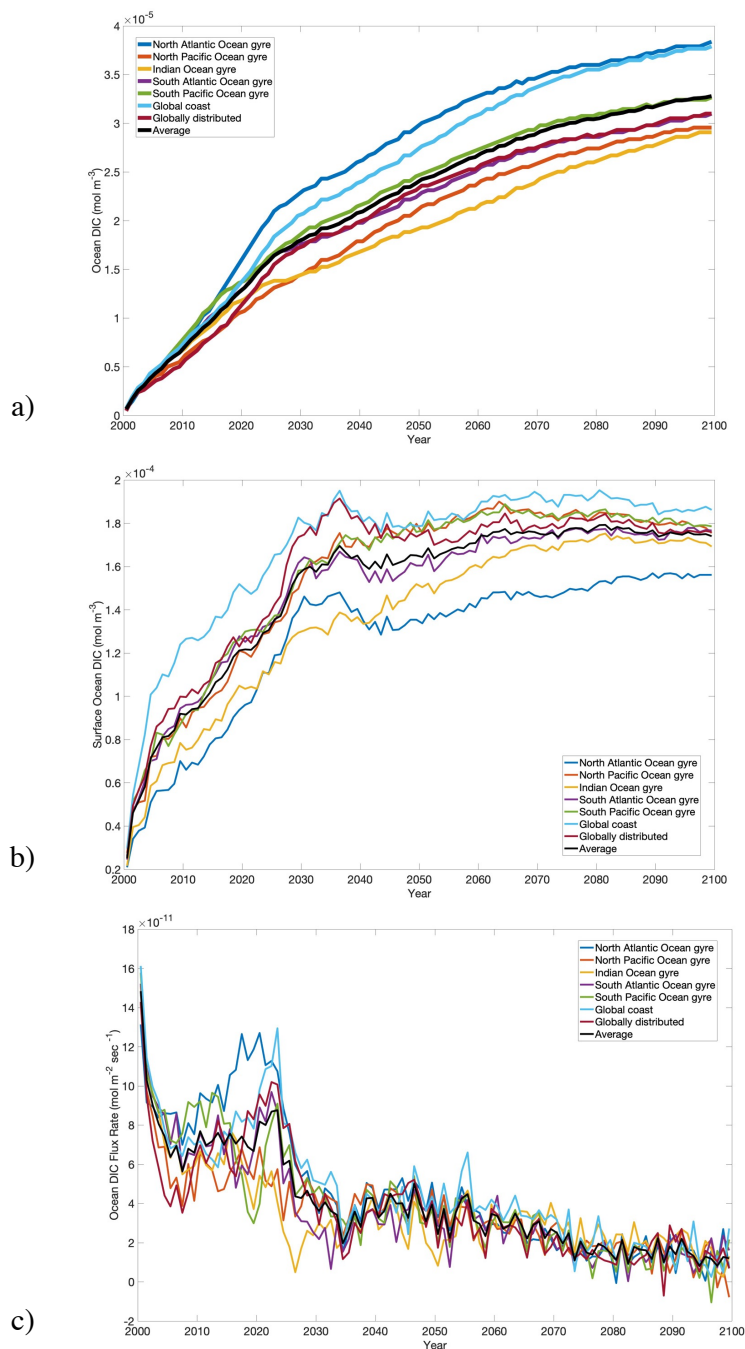 ×10⁻⁵
4
3.5
3
2.5
2
1.5
1
0.5
0
Ocean DIC (mol m⁻³)
North Atlantic Ocean gyre
North Pacific Ocean gyre
Indian Ocean gyre
South Atlantic Ocean gyre
South Pacific Ocean gyre
Global coast
Globally distributed
Average
2000 2010 2020 2030 2040 2050 2060 2070 2080 2090 2100
Year
a)
×10⁻⁴
2
1.8
1.6
1.4
1.2
1
0.8
0.6
0.4
0.2
Surface Ocean DIC (mol m⁻³)
North Atlantic Ocean gyre
North Pacific Ocean gyre
Indian Ocean gyre
South Atlantic Ocean gyre
South Pacific Ocean gyre
Global coast
Globally distributed
Average
2000 2010 2020 2030 2040 2050 2060 2070 2080 2090 2100
Year
b)
×10⁻¹¹
18
16
14
12
10
8
6
4
2
0
-2
Ocean DIC Flux Rate (mol m⁻² sec⁻¹)
North Atlantic Ocean gyre
North Pacific Ocean gyre
Indian Ocean gyre
South Atlantic Ocean gyre
South Pacific Ocean gyre
Global coast
Globally distributed
Average
2000 2010 2020 2030 2040 2050 2060 2070 2080 2090 2100
Year
c)